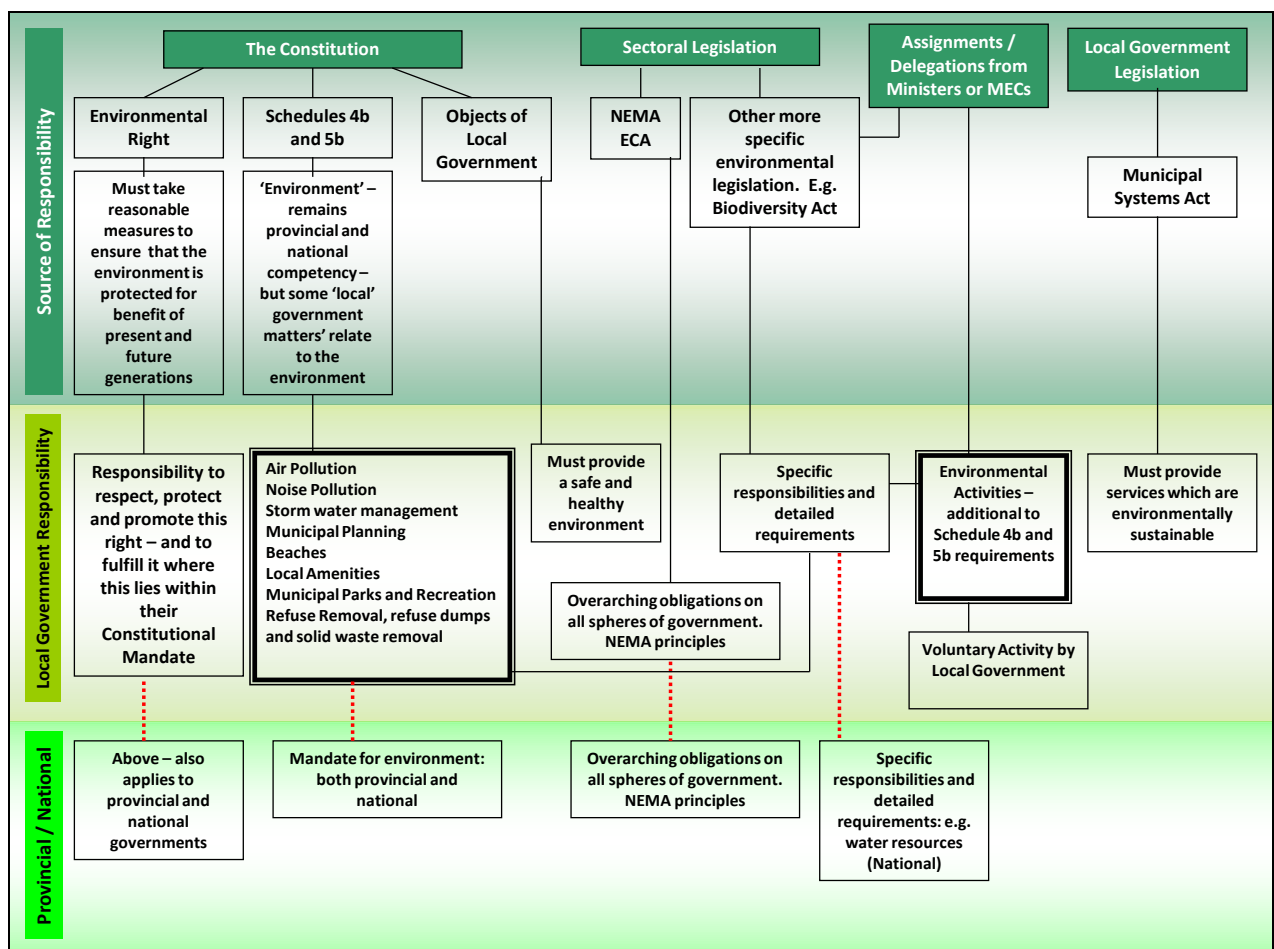 The Constitution
Sectoral Legislation
Assignments /
Delegations from
Ministers or MECs
Local Government
Legislation
Source of Responsibility
Environmental
Right
Schedules 4b
and 5b
Objects of
Local
Government
NEMA
ECA
Other more
specific
environmental
legislation. E.g.
Biodiversity Act
Municipal
Systems Act
Must take
reasonable
measures to
ensure that the
environment is
protected for
benefit of
present and
future
generations
‘Environment’ –
remains
provincial and
national
competency –
but some ‘local’
government
matters’ relate
to the
environment
Local Government Responsibility
Responsibility to
respect, protect
and promote this
right – and to
fulfill it where
this lies within
their
Constitutional
Mandate
Air Pollution
Noise Pollution
Storm water management
Municipal Planning
Beaches
Local Amenities
Municipal Parks and Recreation
Refuse Removal, refuse dumps
and solid waste removal
Must provide
a safe and
healthy
environment
Overarching obligations on
all spheres of government.
NEMA principles
Specific
responsibilities and
detailed
requirements
Environmental
Activities –
additional to
Schedule 4b and
5b requirements
Voluntary Activity by
Local Government
Must provide
services which are
environmentally
sustainable
Provincial / National
Above – also
applies to
provincial and
national
governments
Mandate for environment:
both provincial and
national
Overarching obligations on
all spheres of government.
NEMA principles
Specific
responsibilities and
detailed
requirements: e.g.
water resources
(National)